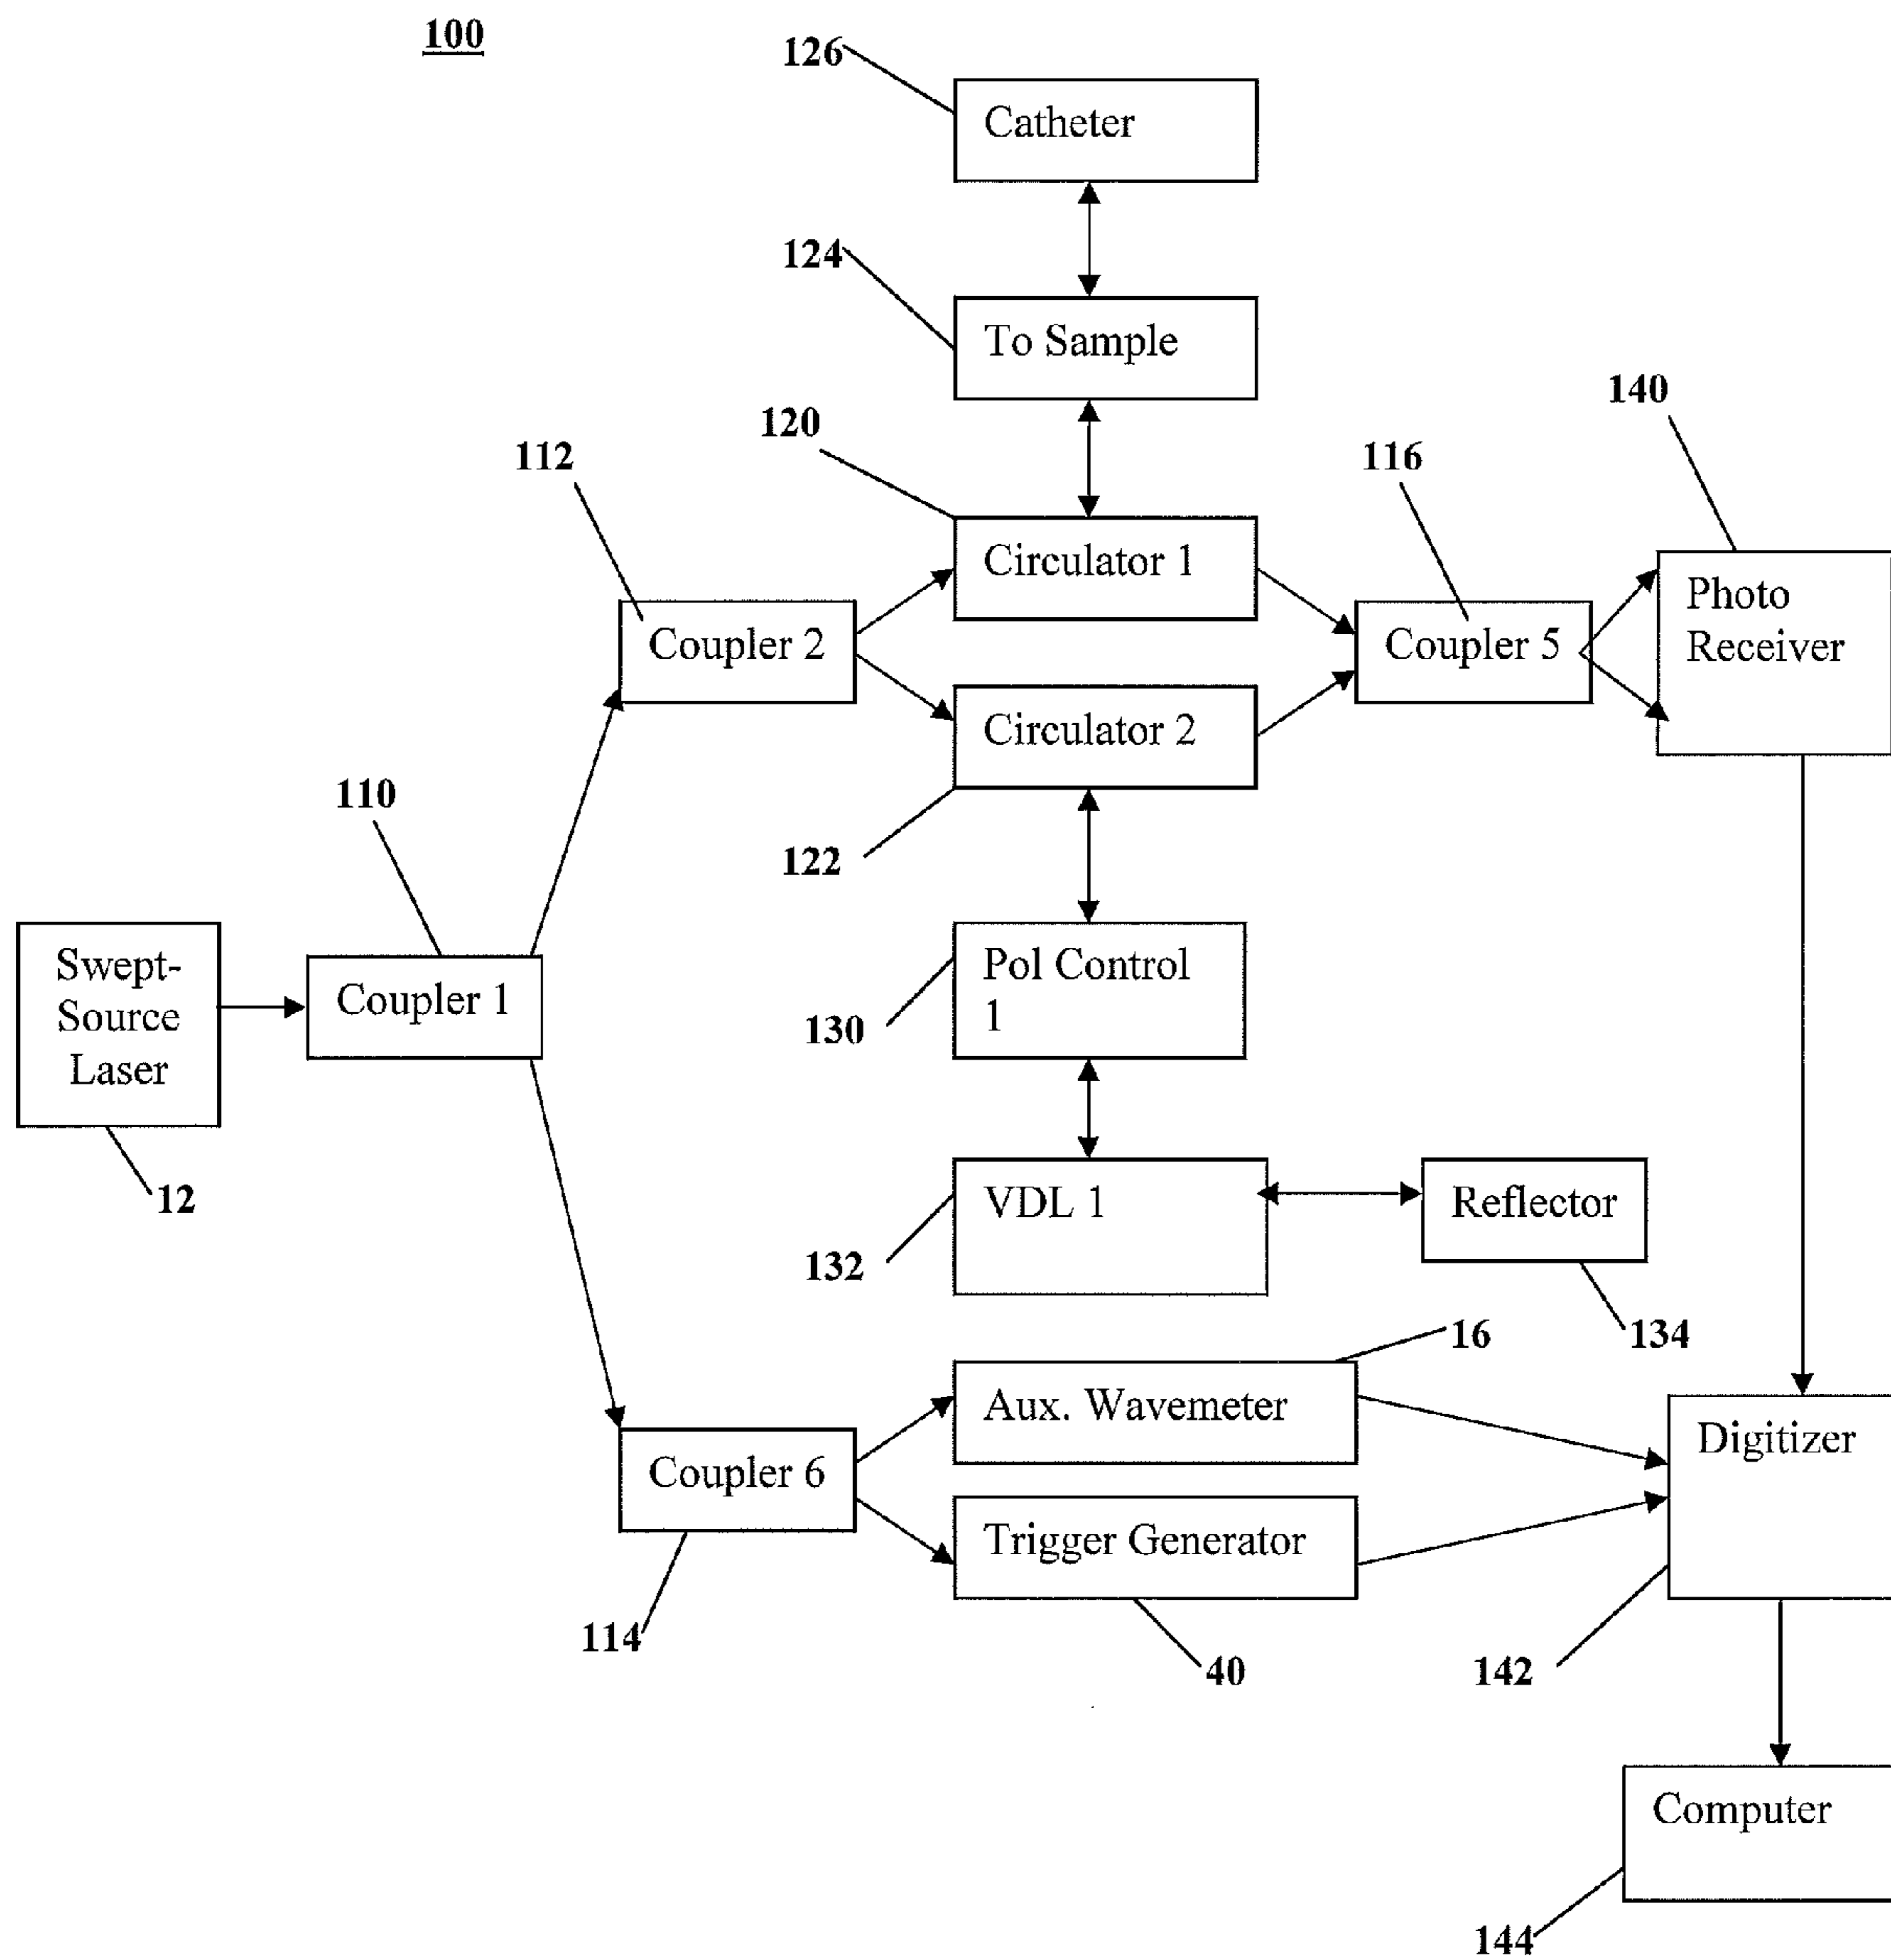 100
126
Catheter
124
To Sample
120
112
116
140
Circulator 1
Photo
Receiver
Coupler 2
Coupler 5
Circulator 2
110
122
Swept-
Source
Laser
Coupler 1
Pol Control
1
130
12
VDL 1
Reflector
132
134
16
Aux. Wavemeter
Digitizer
Coupler 6
Trigger Generator
114
40
142
Computer
144